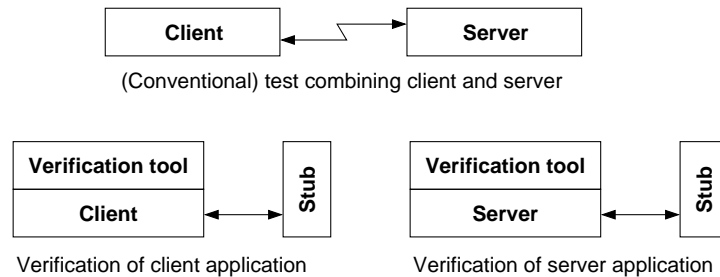 Client
Server
(Conventional) test combining client and server
Verification tool
Client
Stub
Verification of client application
Verification tool
Server
Stub
Verification of server application